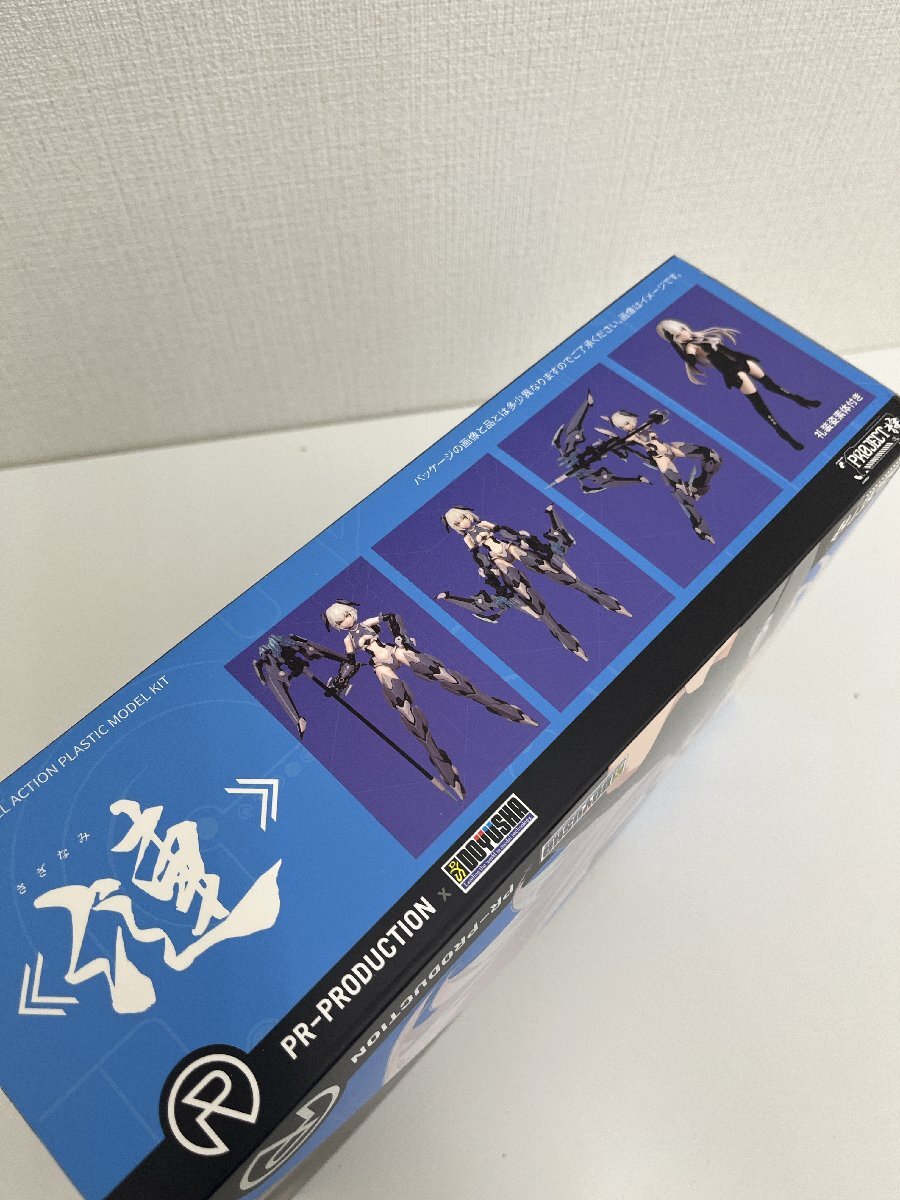 パッケージの画像と品とは多少異なりますのでご了承ください。画像はイメージです。
礼装姿素体付き
PROJECT
ACTION PLASTIC MODEL KIT
さざなみ
《漣》
PR-PRODUCTION × DOYUSHA
PR-PRODUCTION